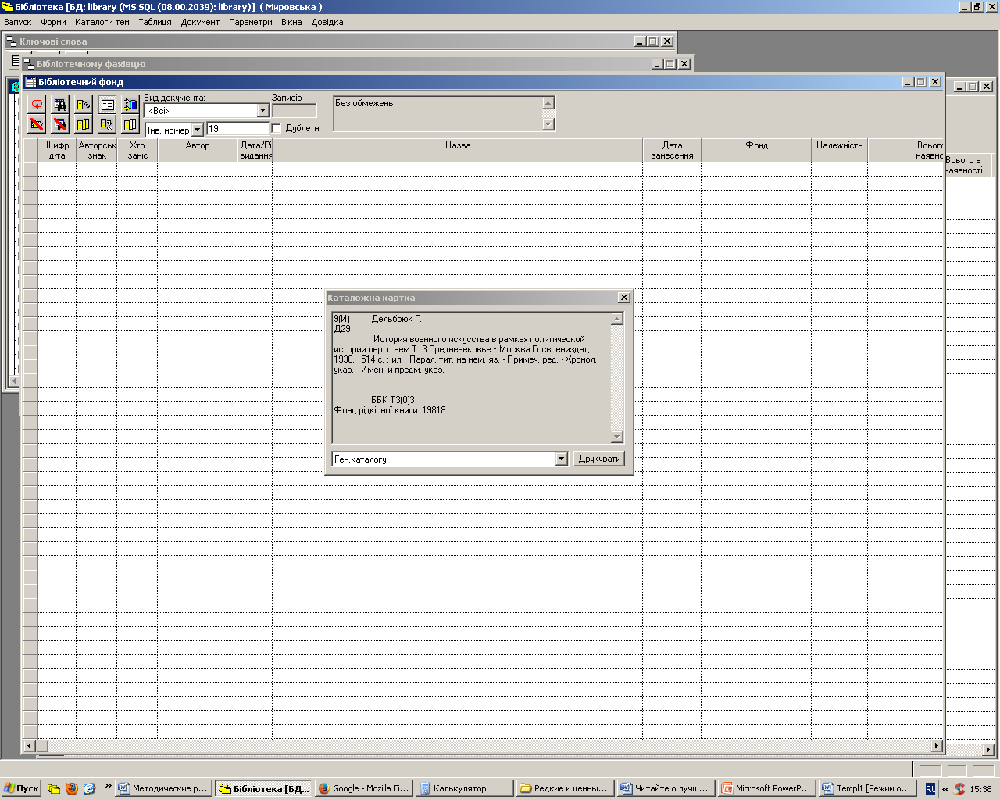 Бібліотека [БД: library (MS SQL (08.00.2039): library)] ( Мировська )
Запуск Форми Каталоги тем Таблиця Документ Параметри Вікна Довідка
Ключові слова
Бібліотечному фахівцю
Бібліотечний фонд
Вид документа: Записів
<Всі> Без обмежень
Інв. номер 19 Дублетні
Шифр Авторськ Хто Автор Дата/Рі Назва Дата Фонд Належність Всього
д-та знак заніс видання занесення наявно
Всього в
наявності
Каталожна картка
9(И)1 Дельбрюк Г.
Д29
История военного искусства в рамках политической
истории:пер. с нем.Т. 3:Средневековье.- Москва:Госвоениздат,
1938.- 514 с. : ил.- Парал. тит. на нем. яз. - Примеч. ред. - Хронол.
указ. - Имен. и предм. указ.
ББК Т3(0)3
Фонд рідкісної книги: 19818
Ген.каталогу Друкувати
Пуск » Методические р... Бібліотека [БД... Google - Mozilla Fi... Калькулятор Редкие и ценны... Читайте о лучш... Microsoft PowerP... Templ1 [Режим о... RU « 15:38